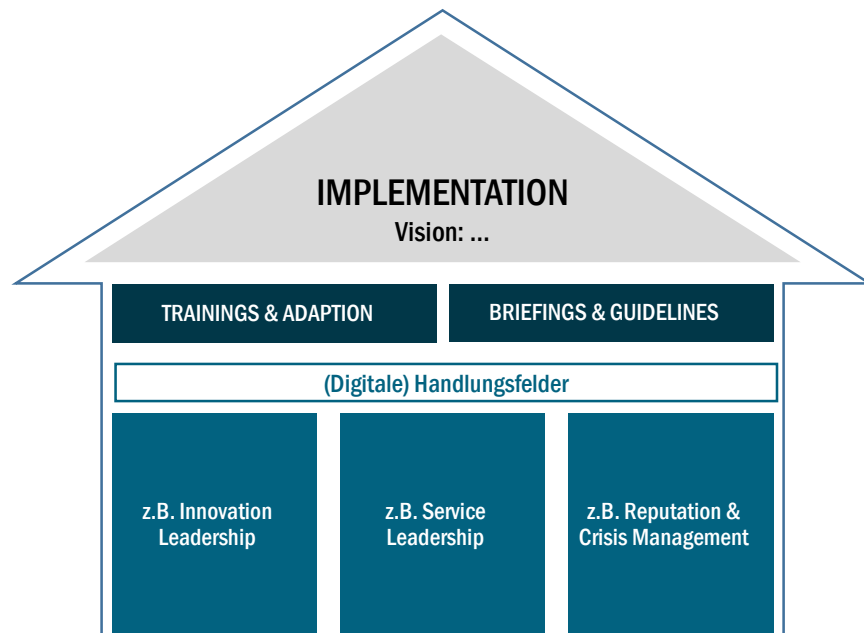 IMPLEMENTATION
Vision: ...
TRAININGS & ADAPTION
BRIEFINGS & GUIDELINES
(Digitale) Handlungsfelder
z.B. Innovation
Leadership
z.B. Service
Leadership
z.B. Reputation &
Crisis Management